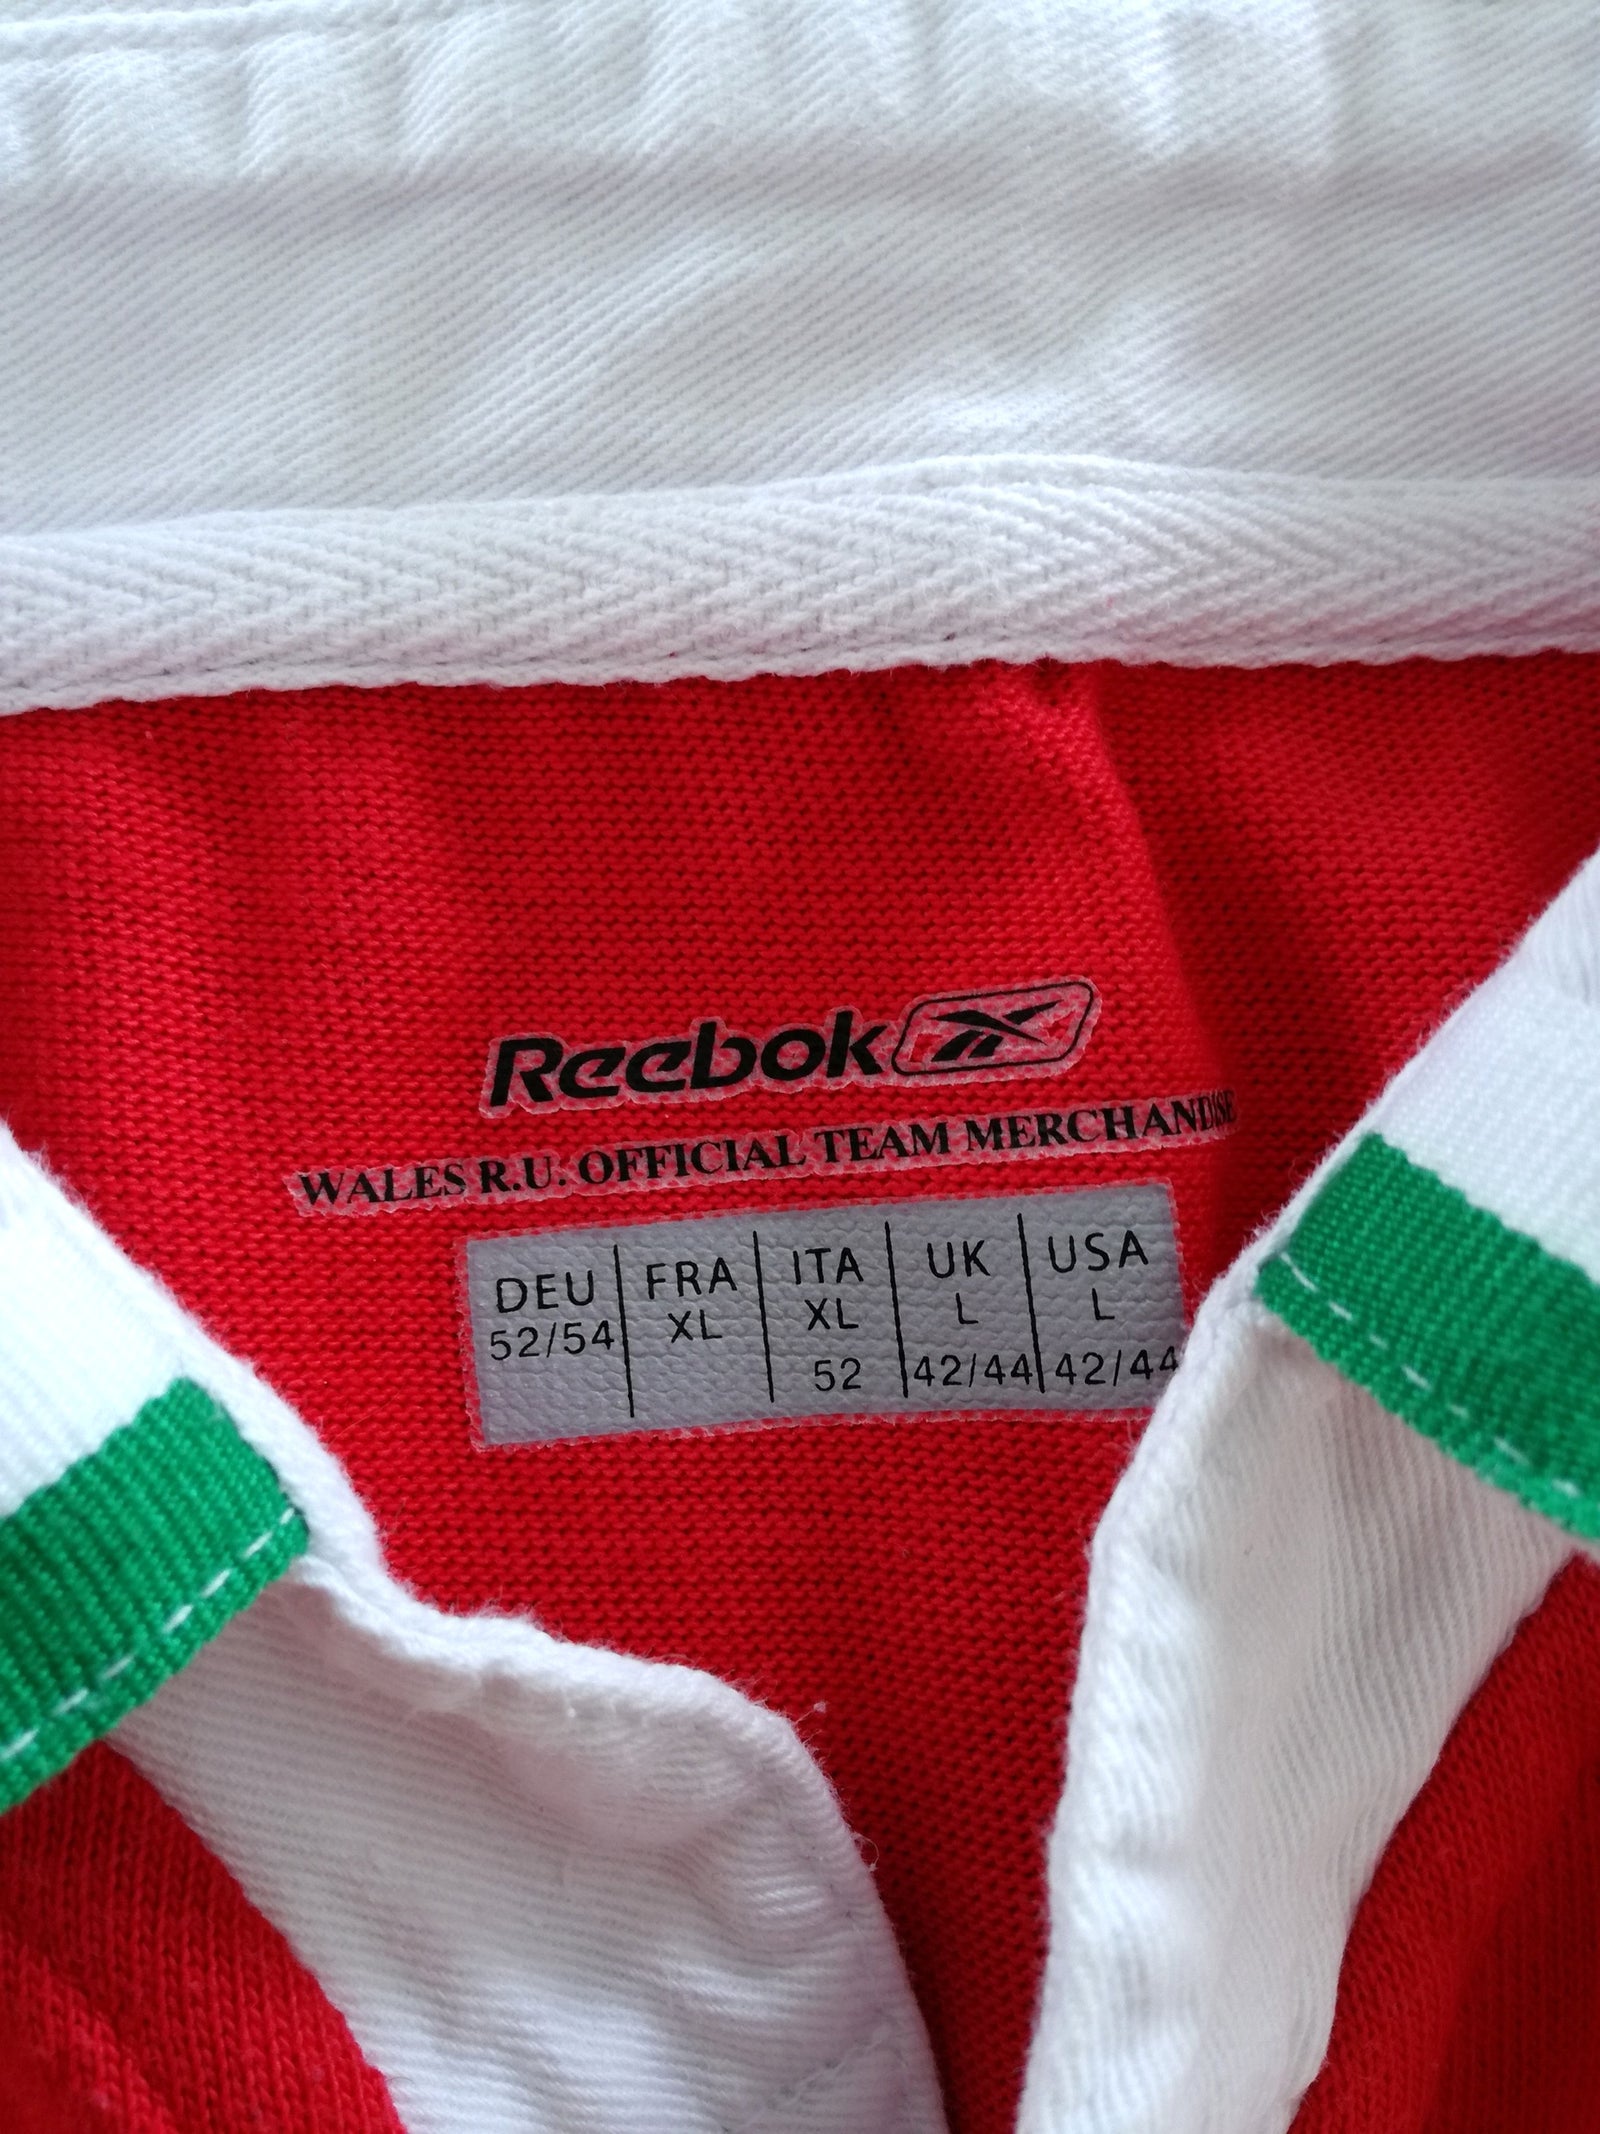 Reebok
WALES R.U. OFFICIAL TEAM MERCHANDISE
DEU FRA ITA UK USA
52/54 XL XL L L
52 42/44 42/44